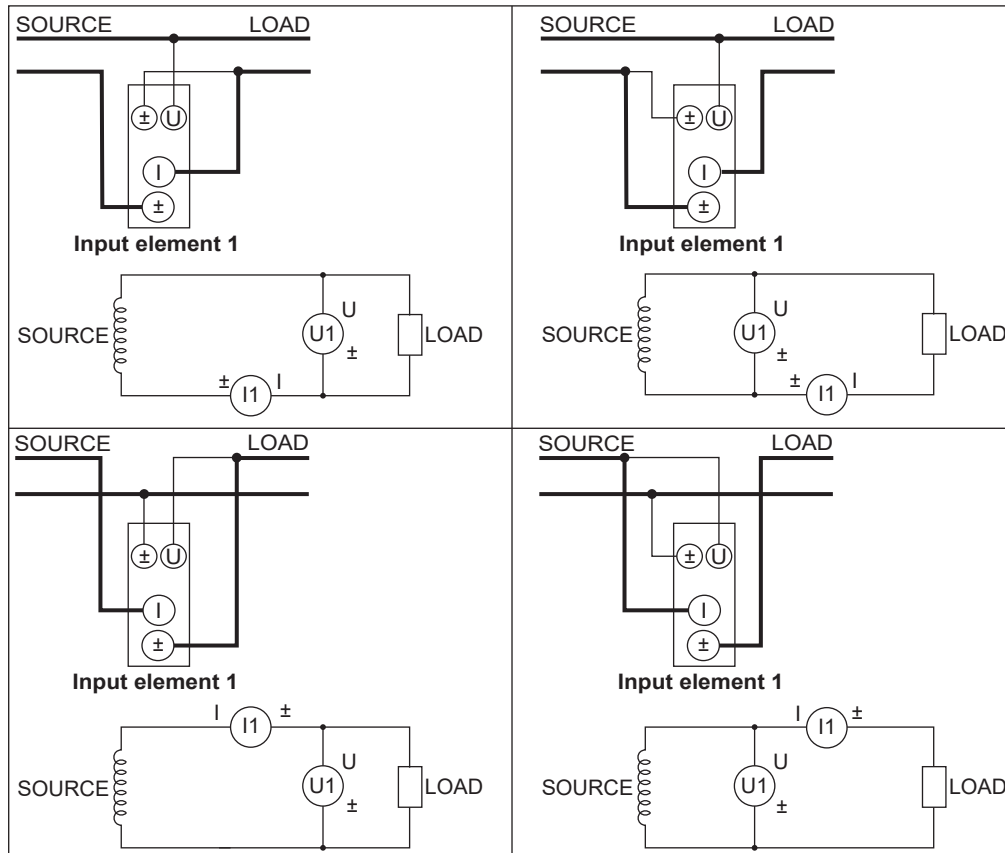 SOURCE LOAD
± U
I
±
Input element 1
SOURCE
U
U1
±
LOAD
± I
I1
SOURCE LOAD
± U
I
±
Input element 1
SOURCE
U
U1
±
LOAD
± I
I1
SOURCE LOAD
± U
I
±
Input element 1
I ±
I1
SOURCE
U
U1
±
LOAD
SOURCE LOAD
± U
I
±
Input element 1
I ±
I1
SOURCE
U
U1
±
LOAD